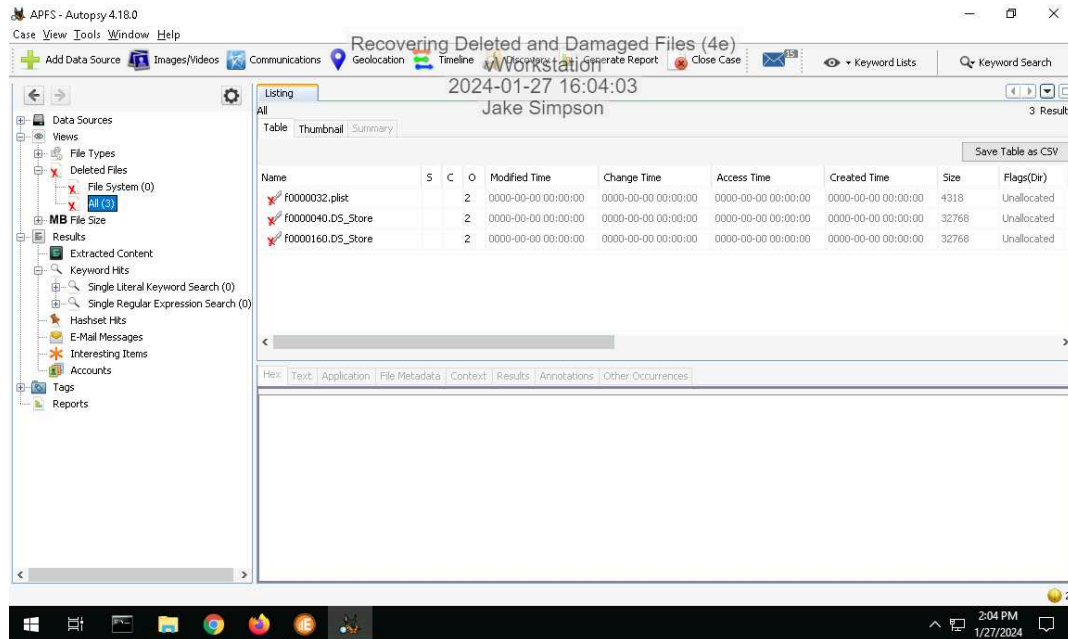 APFS - Autopsy 4.18.0
Case View Tools Window Help
Recovering Deleted and Damaged Files (4e)
Workstation
2024-01-27 16:04:03
Jake Simpson
Add Data Source Images/Videos Communications Geolocation Timeline Discovery Generate Report Close Case 15 Keyword Lists Keyword Search
Listing
All
3 Result
Table Thumbnail Summary
Save Table as CSV
Data Sources
Views
File Types
Deleted Files
File System (0)
All (3)
MB File Size
Results
Extracted Content
Keyword Hits
Single Literal Keyword Search (0)
Single Regular Expression Search (0)
Hashset Hits
E-Mail Messages
Interesting Items
Accounts
Tags
Reports
Name S C O Modified Time Change Time Access Time Created Time Size Flags(Dir)
f0000032.plist 2 0000-00-00 00:00:00 0000-00-00 00:00:00 0000-00-00 00:00:00 0000-00-00 00:00:00 4318 Unallocated
f0000040.DS_Store 2 0000-00-00 00:00:00 0000-00-00 00:00:00 0000-00-00 00:00:00 0000-00-00 00:00:00 32768 Unallocated
f0000160.DS_Store 2 0000-00-00 00:00:00 0000-00-00 00:00:00 0000-00-00 00:00:00 0000-00-00 00:00:00 32768 Unallocated
Hex Text Application File Metadata Context Results Annotations Other Occurrences
2:04 PM
1/27/2024